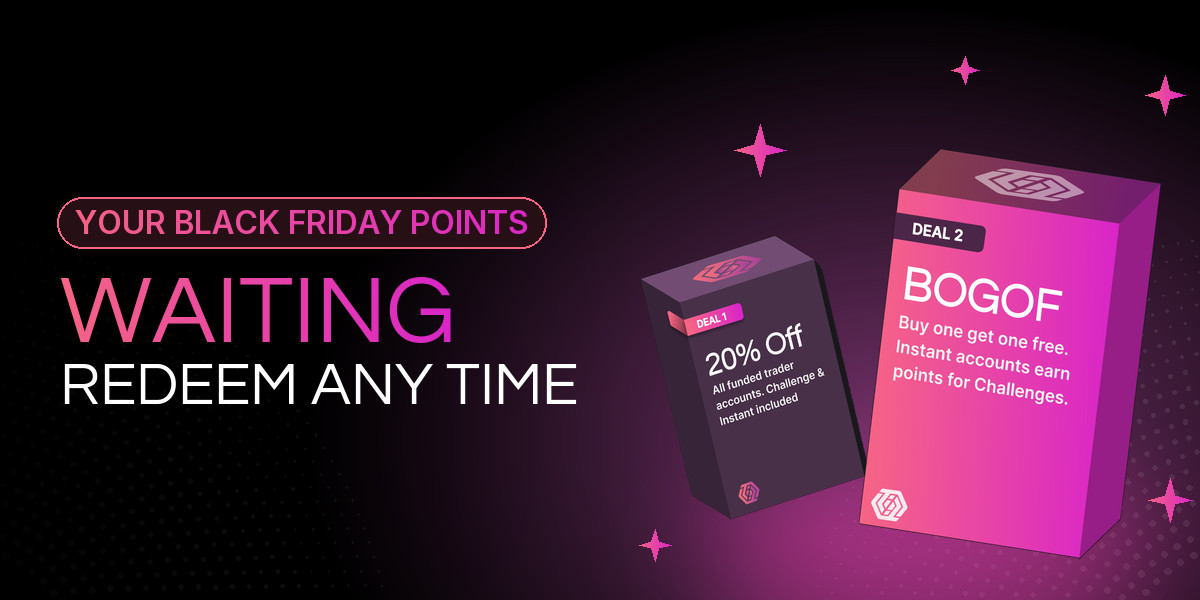 YOUR BLACK FRIDAY POINTS
WAITING
REDEEM ANY TIME
DEAL 1
20% Off
All funded trader
accounts. Challenge &
Instant included
DEAL 2
BOGOF
Buy one get one free.
Instant accounts earn
points for Challenges.